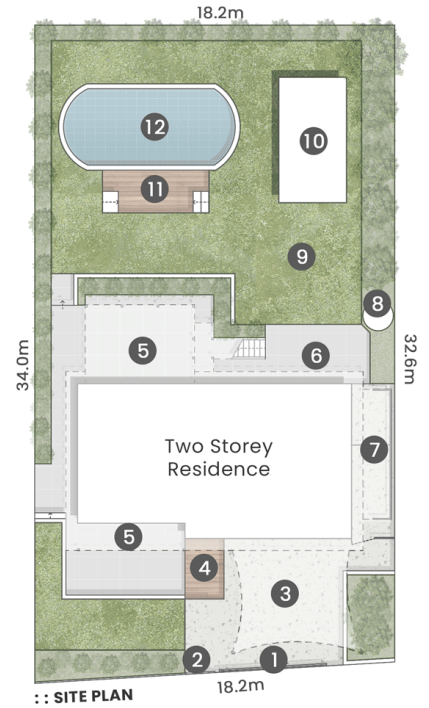 18.2m
12
10
11
9
8
5
6
34.0m
32.6m
Two Storey
Residence
7
5
4
3
2
1
18.2m
:: SITE PLAN